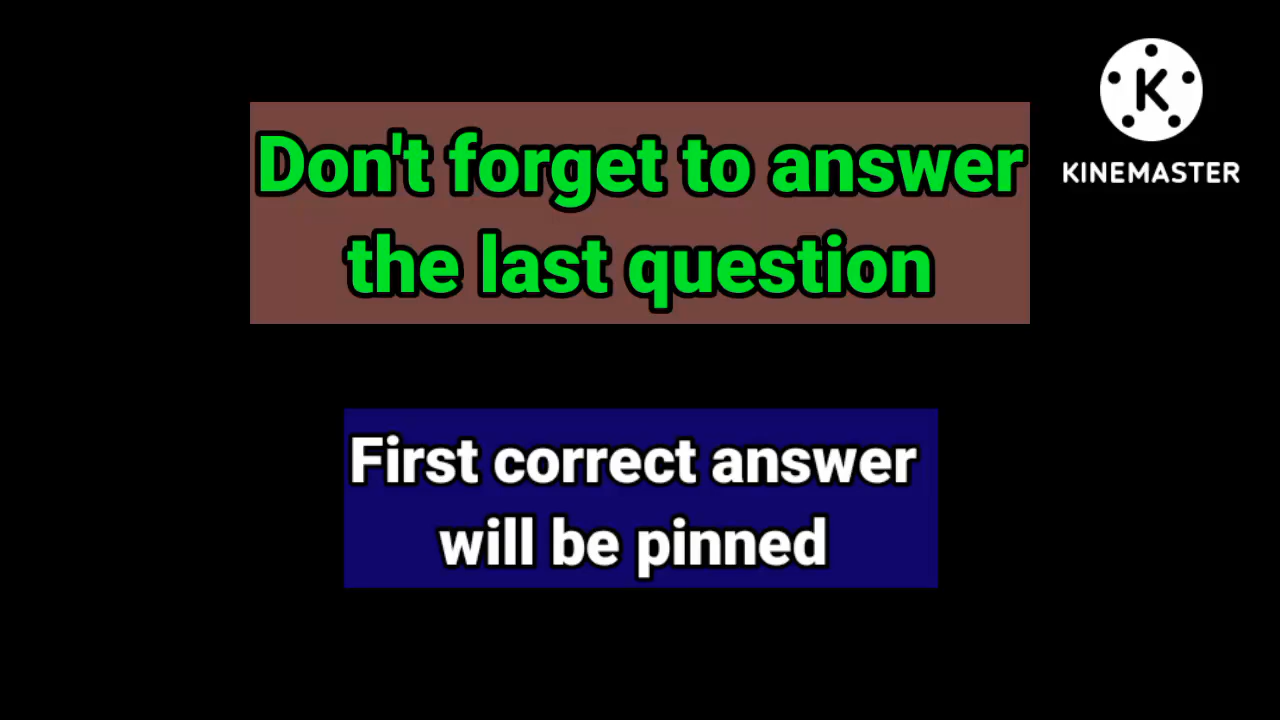 Don't forget to answer
the last question
K
KINEMASTER
First correct answer
will be pinned